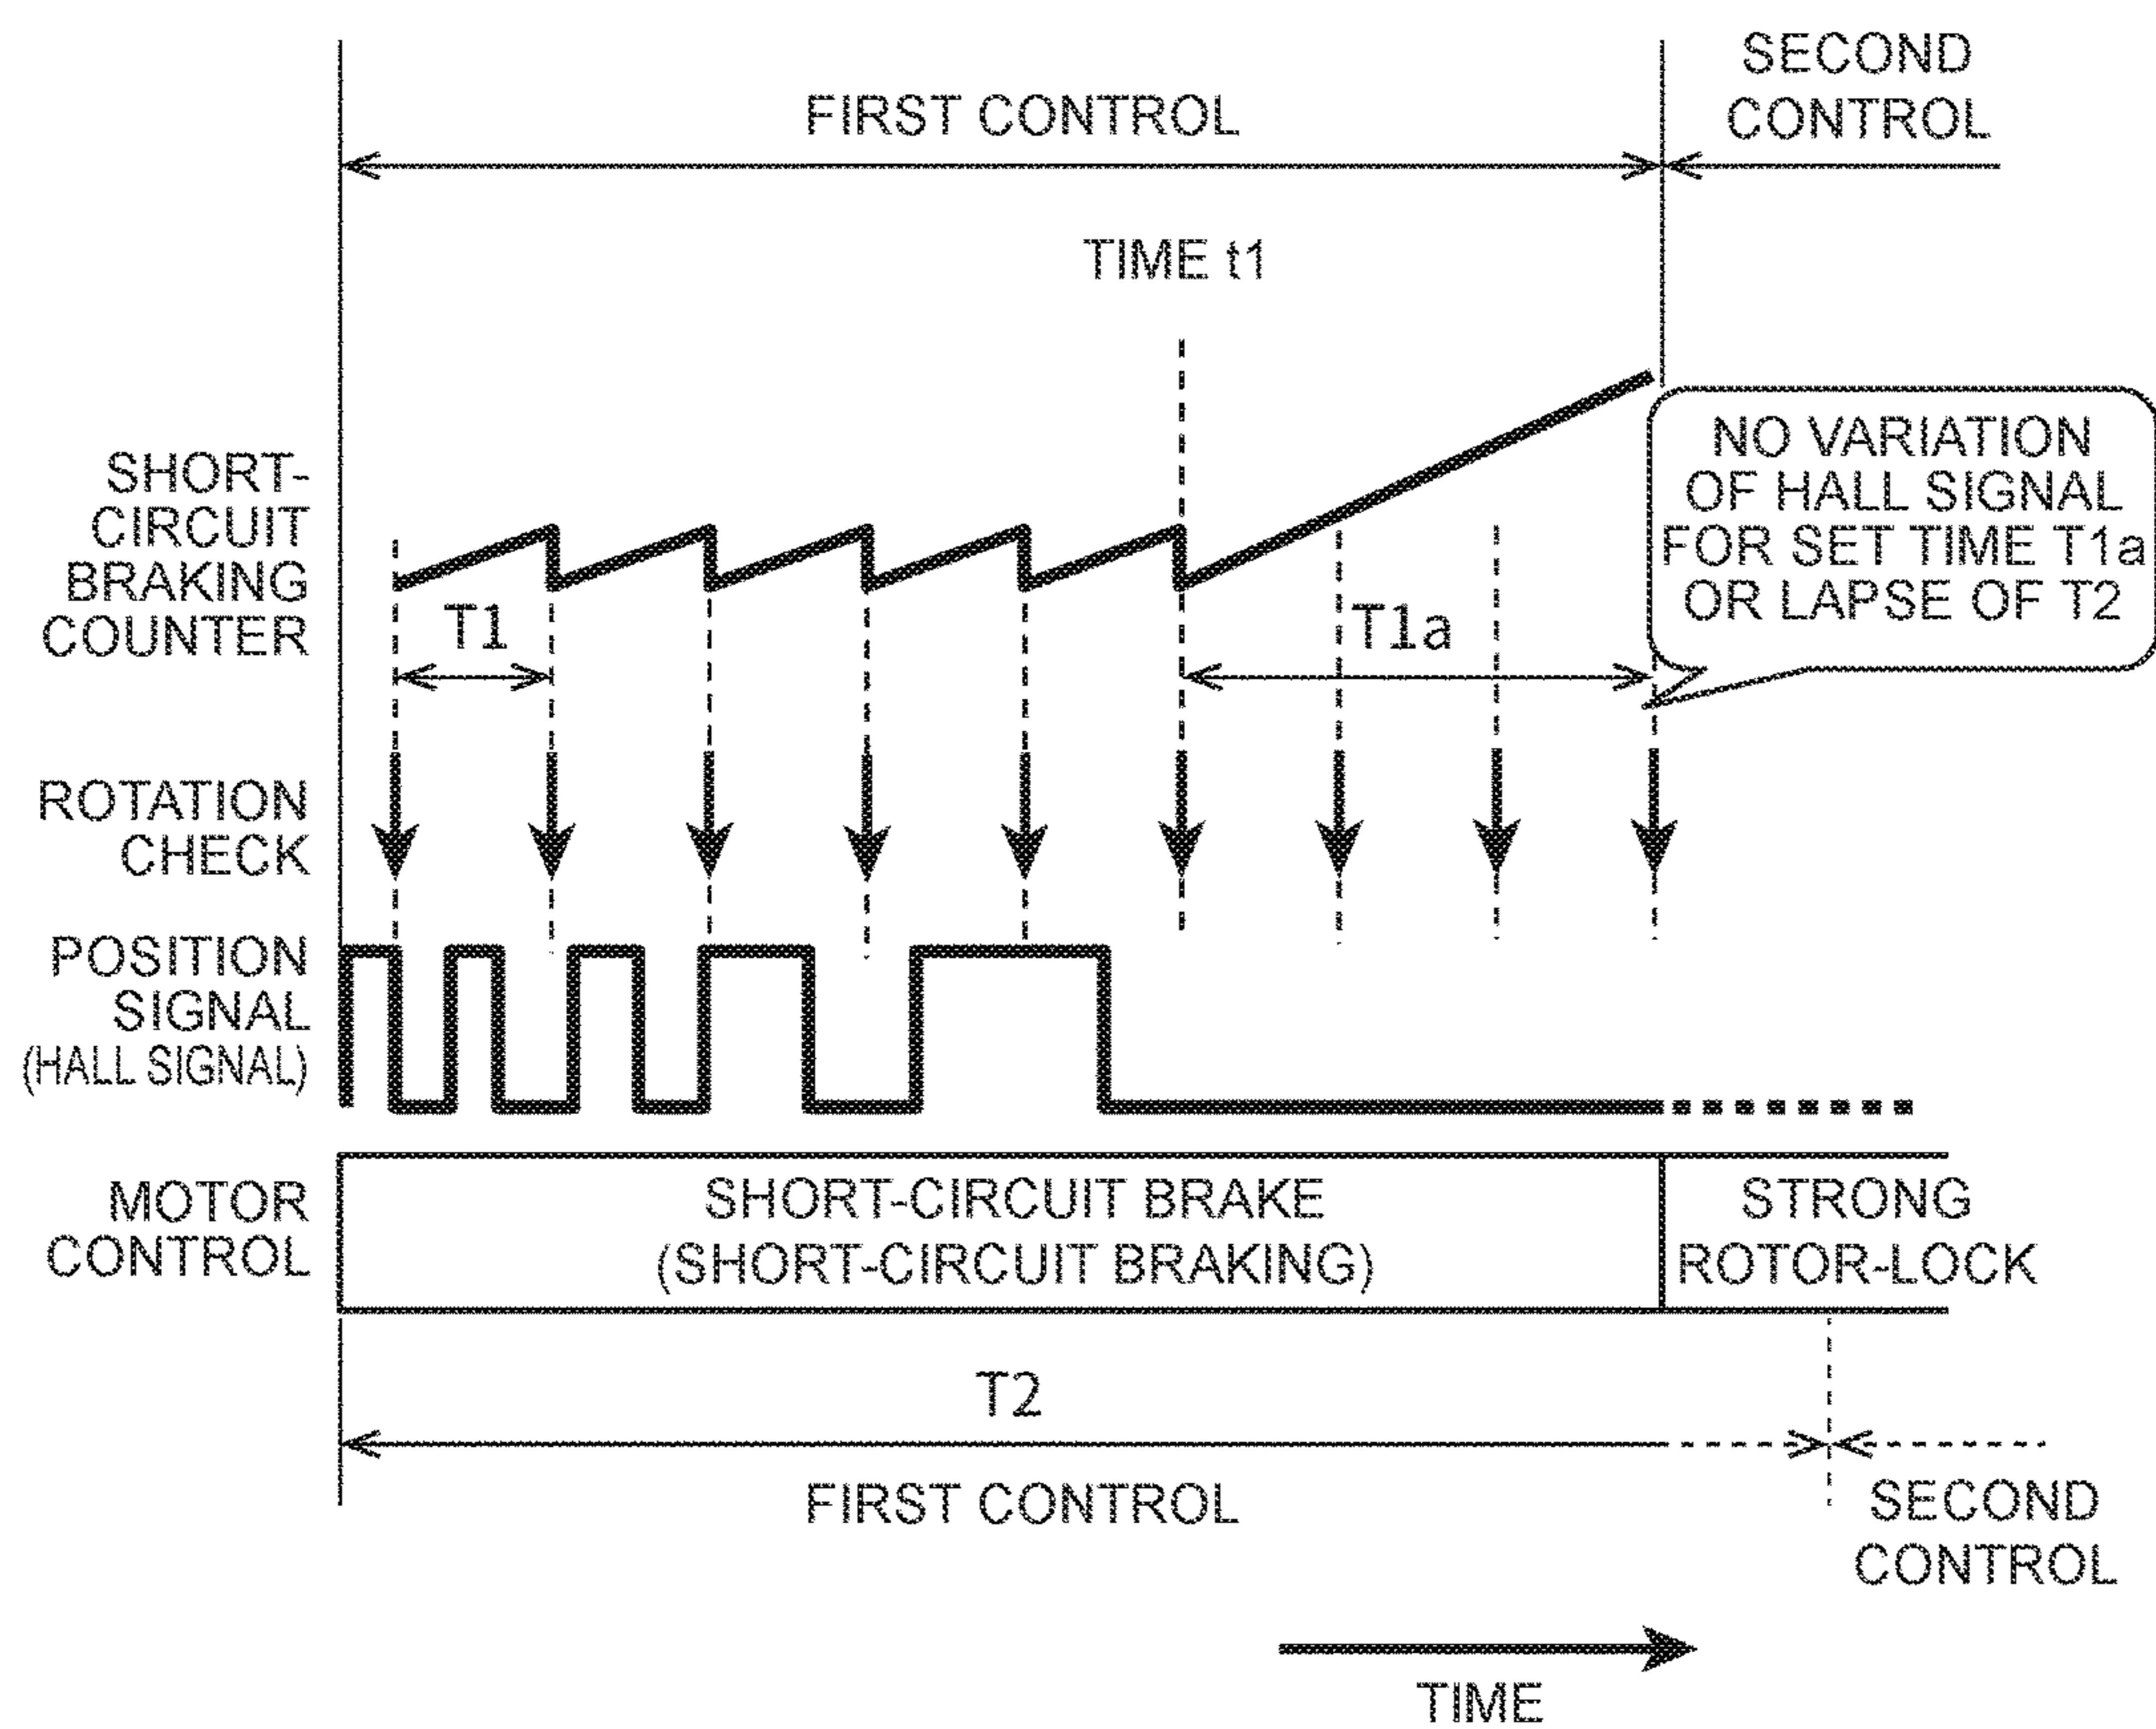 SECOND
CONTROL
FIRST CONTROL
TIME t1
SHORT-
CIRCUIT
BRAKING
COUNTER
NO VARIATION
OF HALL SIGNAL
FOR SET TIME T1a
OR LAPSE OF T2
T1
T1a
ROTATION
CHECK
POSITION
SIGNAL
(HALL SIGNAL)
MOTOR
CONTROL
SHORT-CIRCUIT BRAKE
(SHORT-CIRCUIT BRAKING)
STRONG
ROTOR-LOCK
T2
FIRST CONTROL
SECOND
CONTROL
TIME